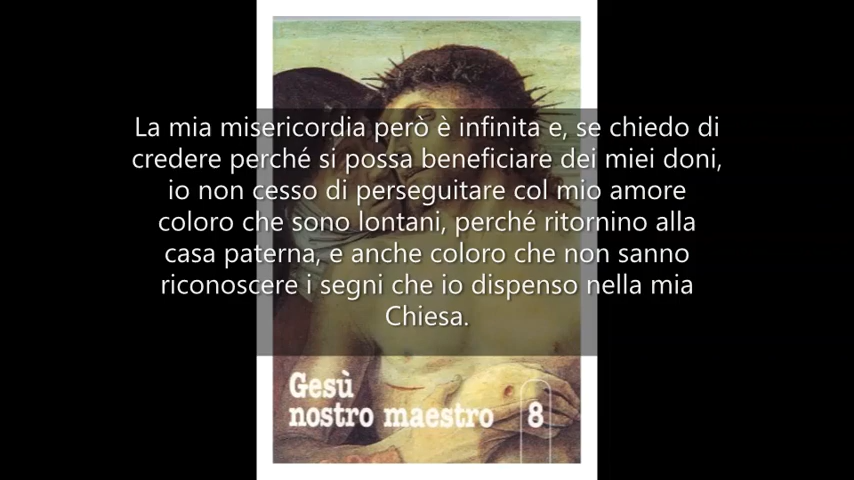 La mia misericordia però è infinita e, se chiedo di
credere perché si possa beneficiare dei miei doni,
io non cesso di perseguitare col mio amore
coloro che sono lontani, perché ritornino alla
casa paterna, e anche coloro che non sanno
riconoscere i segni che io dispenso nella mia
Chiesa.
Gesù
nostro maestro 8